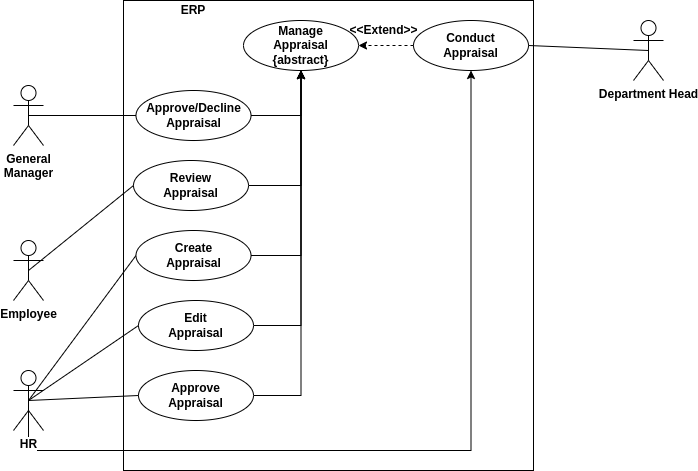 ERP
Manage
Appraisal
{abstract}
<<Extend>>
Conduct
Appraisal
Department Head
Approve/Decline
Appraisal
General
Manager
Review
Appraisal
Create
Appraisal
Employee
Edit
Appraisal
Approve
Appraisal
HR